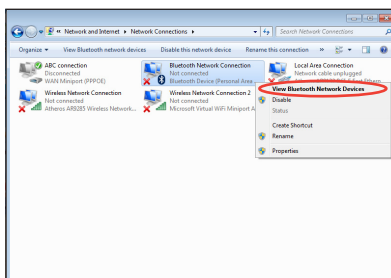 « Network and Internet ▸ Network Connections ▸
Search Network Connections
Organize
View Bluetooth network devices
Disable this network device
Rename this connection
»
ABC connection
Disconnected
WAN Miniport (PPPOE)
Bluetooth Network Connection
Not connected
Bluetooth Device (Personal Area...
Local Area Connection
Network cable unplugged
Wireless Network Connection
Not connected
Atheros AR9285 Wireless Network...
Wireless Network Connection 2
Not connected
Microsoft Virtual WiFi Miniport A
View Bluetooth Network Devices
Disable
Status
Create Shortcut
Rename
Properties